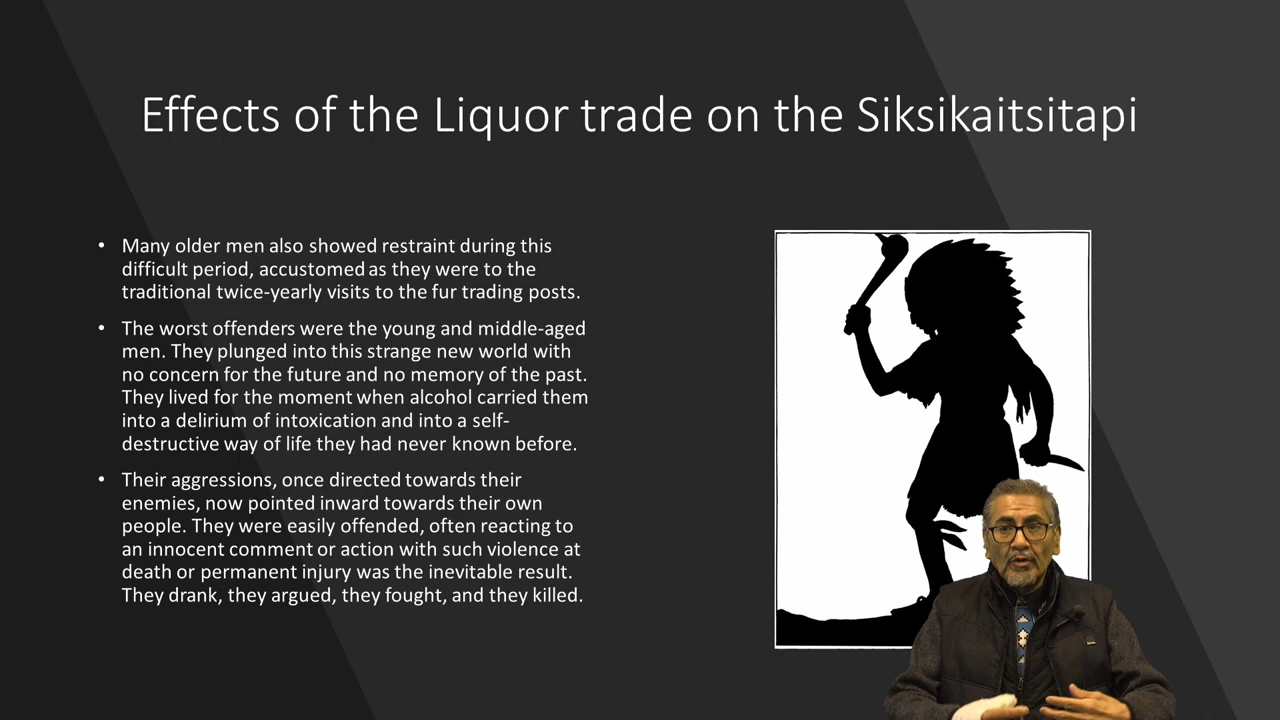 Effects of the Liquor trade on the Siksikaitsitapi
• Many older men also showed restraint during this
difficult period, accustomed as they were to the
traditional twice-yearly visits to the fur trading posts.
• The worst offenders were the young and middle-aged
men. They plunged into this strange new world with
no concern for the future and no memory of the past.
They lived for the moment when alcohol carried them
into a delirium of intoxication and into a self-
destructive way of life they had never known before.
• Their aggressions, once directed towards their
enemies, now pointed inward towards their own
people. They were easily offended, often reacting to
an innocent comment or action with such violence at
death or permanent injury was the inevitable result.
They drank, they argued, they fought, and they killed.